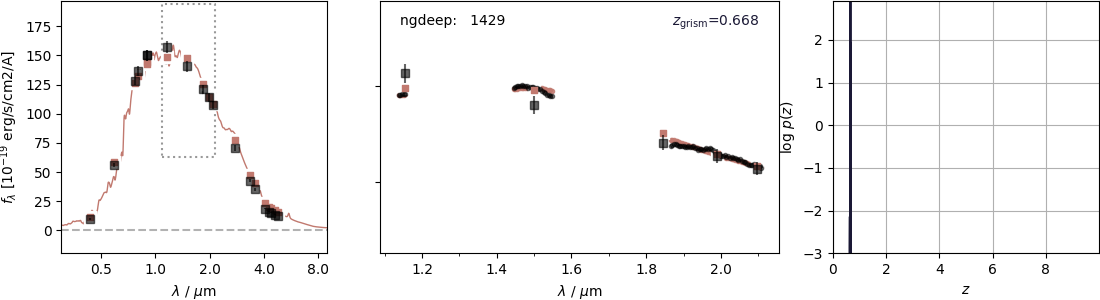 ngdeep: 1429
z_grism=0.668
f_λ [10^-19 erg/s/cm2/A]
175
150
125
100
75
50
25
0
0.5 1.0 2.0 4.0 8.0
λ / μm
1.2 1.4 1.6 1.8 2.0
λ / μm
log p(z)
2
1
0
−1
−2
−3
0 2 4 6 8
z